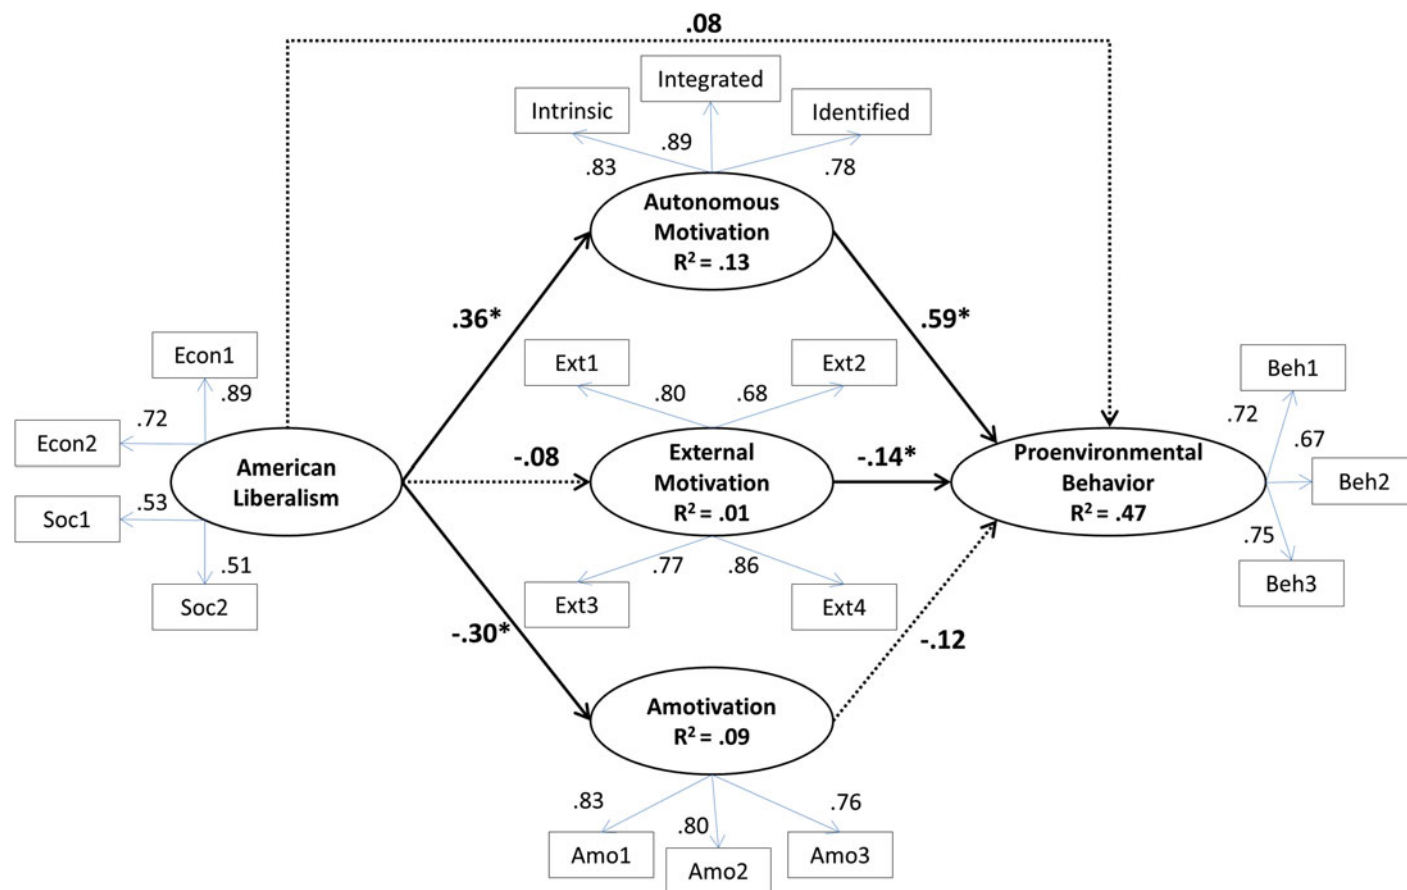 .08
Integrated
Intrinsic
Identified
.89
.83
.78
Autonomous
Motivation
R² = .13
.36*
.59*
Econ1
Ext1
Ext2
Beh1
.89
.80
.68
.72
.72
.67
Econ2
American
Liberalism
-.08
External
Motivation
R² = .01
-.14*
Proenvironmental
Behavior
R² = .47
Beh2
Soc1
.53
.51
.77
.86
.75
Soc2
Ext3
Ext4
Beh3
-.30*
-.12
Amotivation
R² = .09
.83
.80
.76
Amo1
Amo2
Amo3